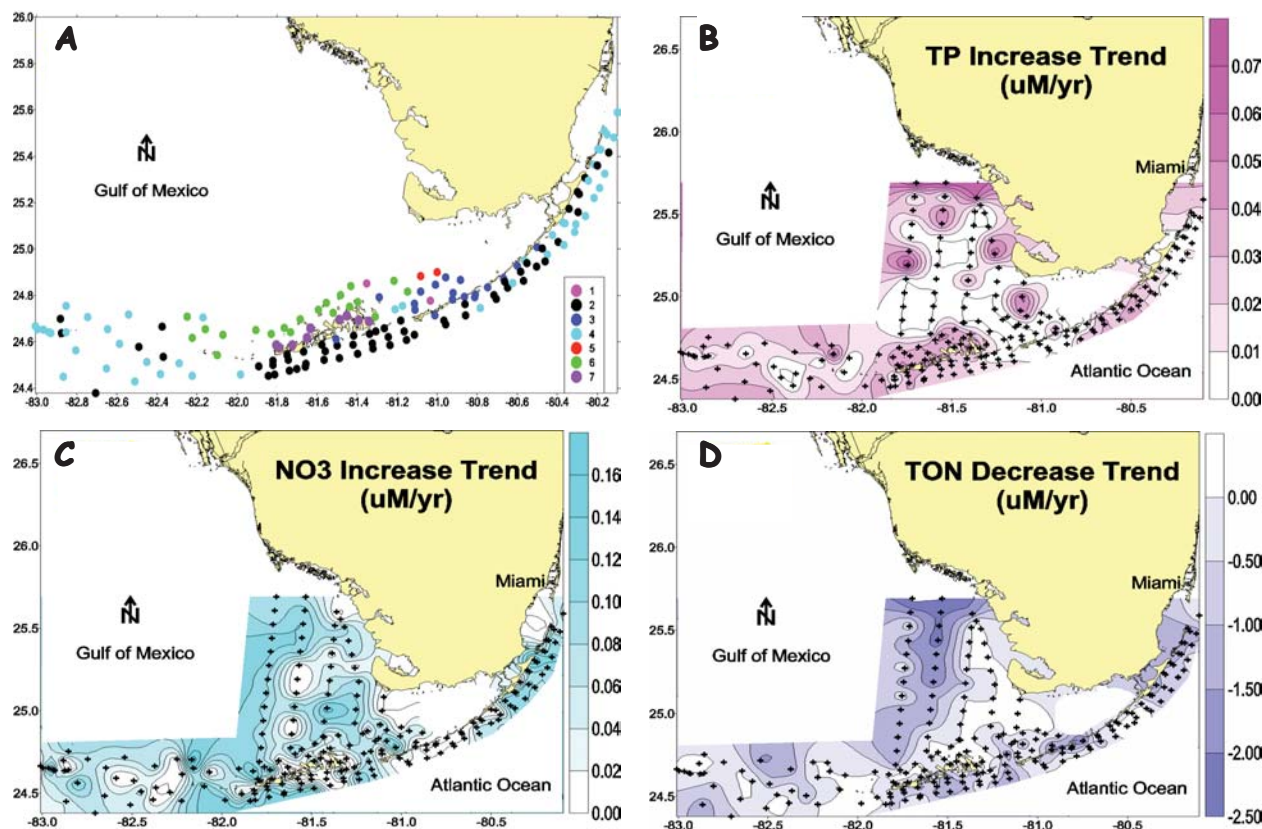 A
26.0
25.8
25.6
25.4
25.2
25.0
24.8
24.6
24.4
N
Gulf of Mexico
1
2
3
4
5
6
7
-83.0 -82.8 -82.6 -82.4 -82.2 -82.0 -81.8 -81.6 -81.4 -81.2 -81.0 -80.8 -80.6 -80.4 -80.2
B
TP Increase Trend
(uM/yr)
26.5
26.0
25.5
25.0
24.5
N
Gulf of Mexico
Miami
Atlantic Ocean
-83.0 -82.5 -82.0 -81.5 -81.0 -80.5
0.07
0.06
0.05
0.04
0.03
0.02
0.01
0.00
C
NO3 Increase Trend
(uM/yr)
26.5
26.0
25.5
25.0
24.5
N
Gulf of Mexico
Miami
Atlantic Ocean
-83.0 -82.5 -82.0 -81.5 -81.0 -80.5
0.16
0.14
0.12
0.10
0.08
0.06
0.04
0.02
0.00
D
TON Decrease Trend
(uM/yr)
26.5
26.0
25.5
25.0
24.5
N
Gulf of Mexico
Miami
Atlantic Ocean
-83.0 -82.5 -82.0 -81.5 -81.0 -80.5
0.00
-0.50
-1.00
-1.50
-2.00
-2.50